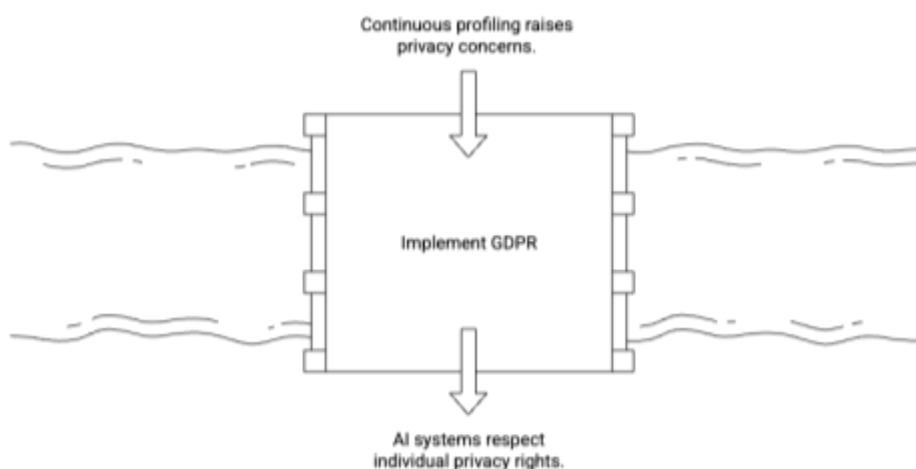 Continuous profiling raises
privacy concerns.
Implement GDPR
AI systems respect
individual privacy rights.